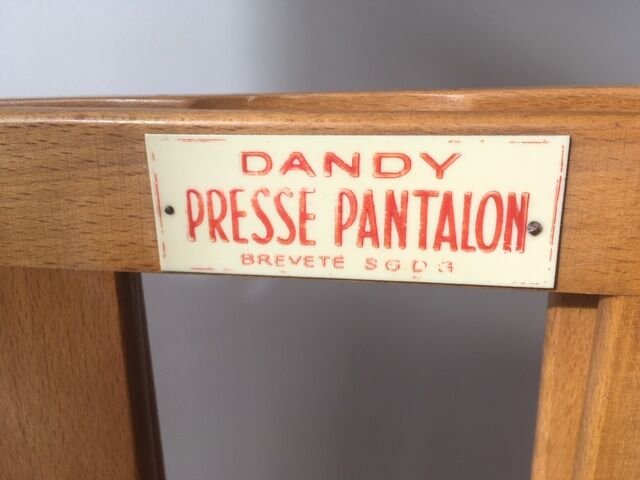 DANDY
PRESSE PANTALON
BREVETÉ S.G.D.G